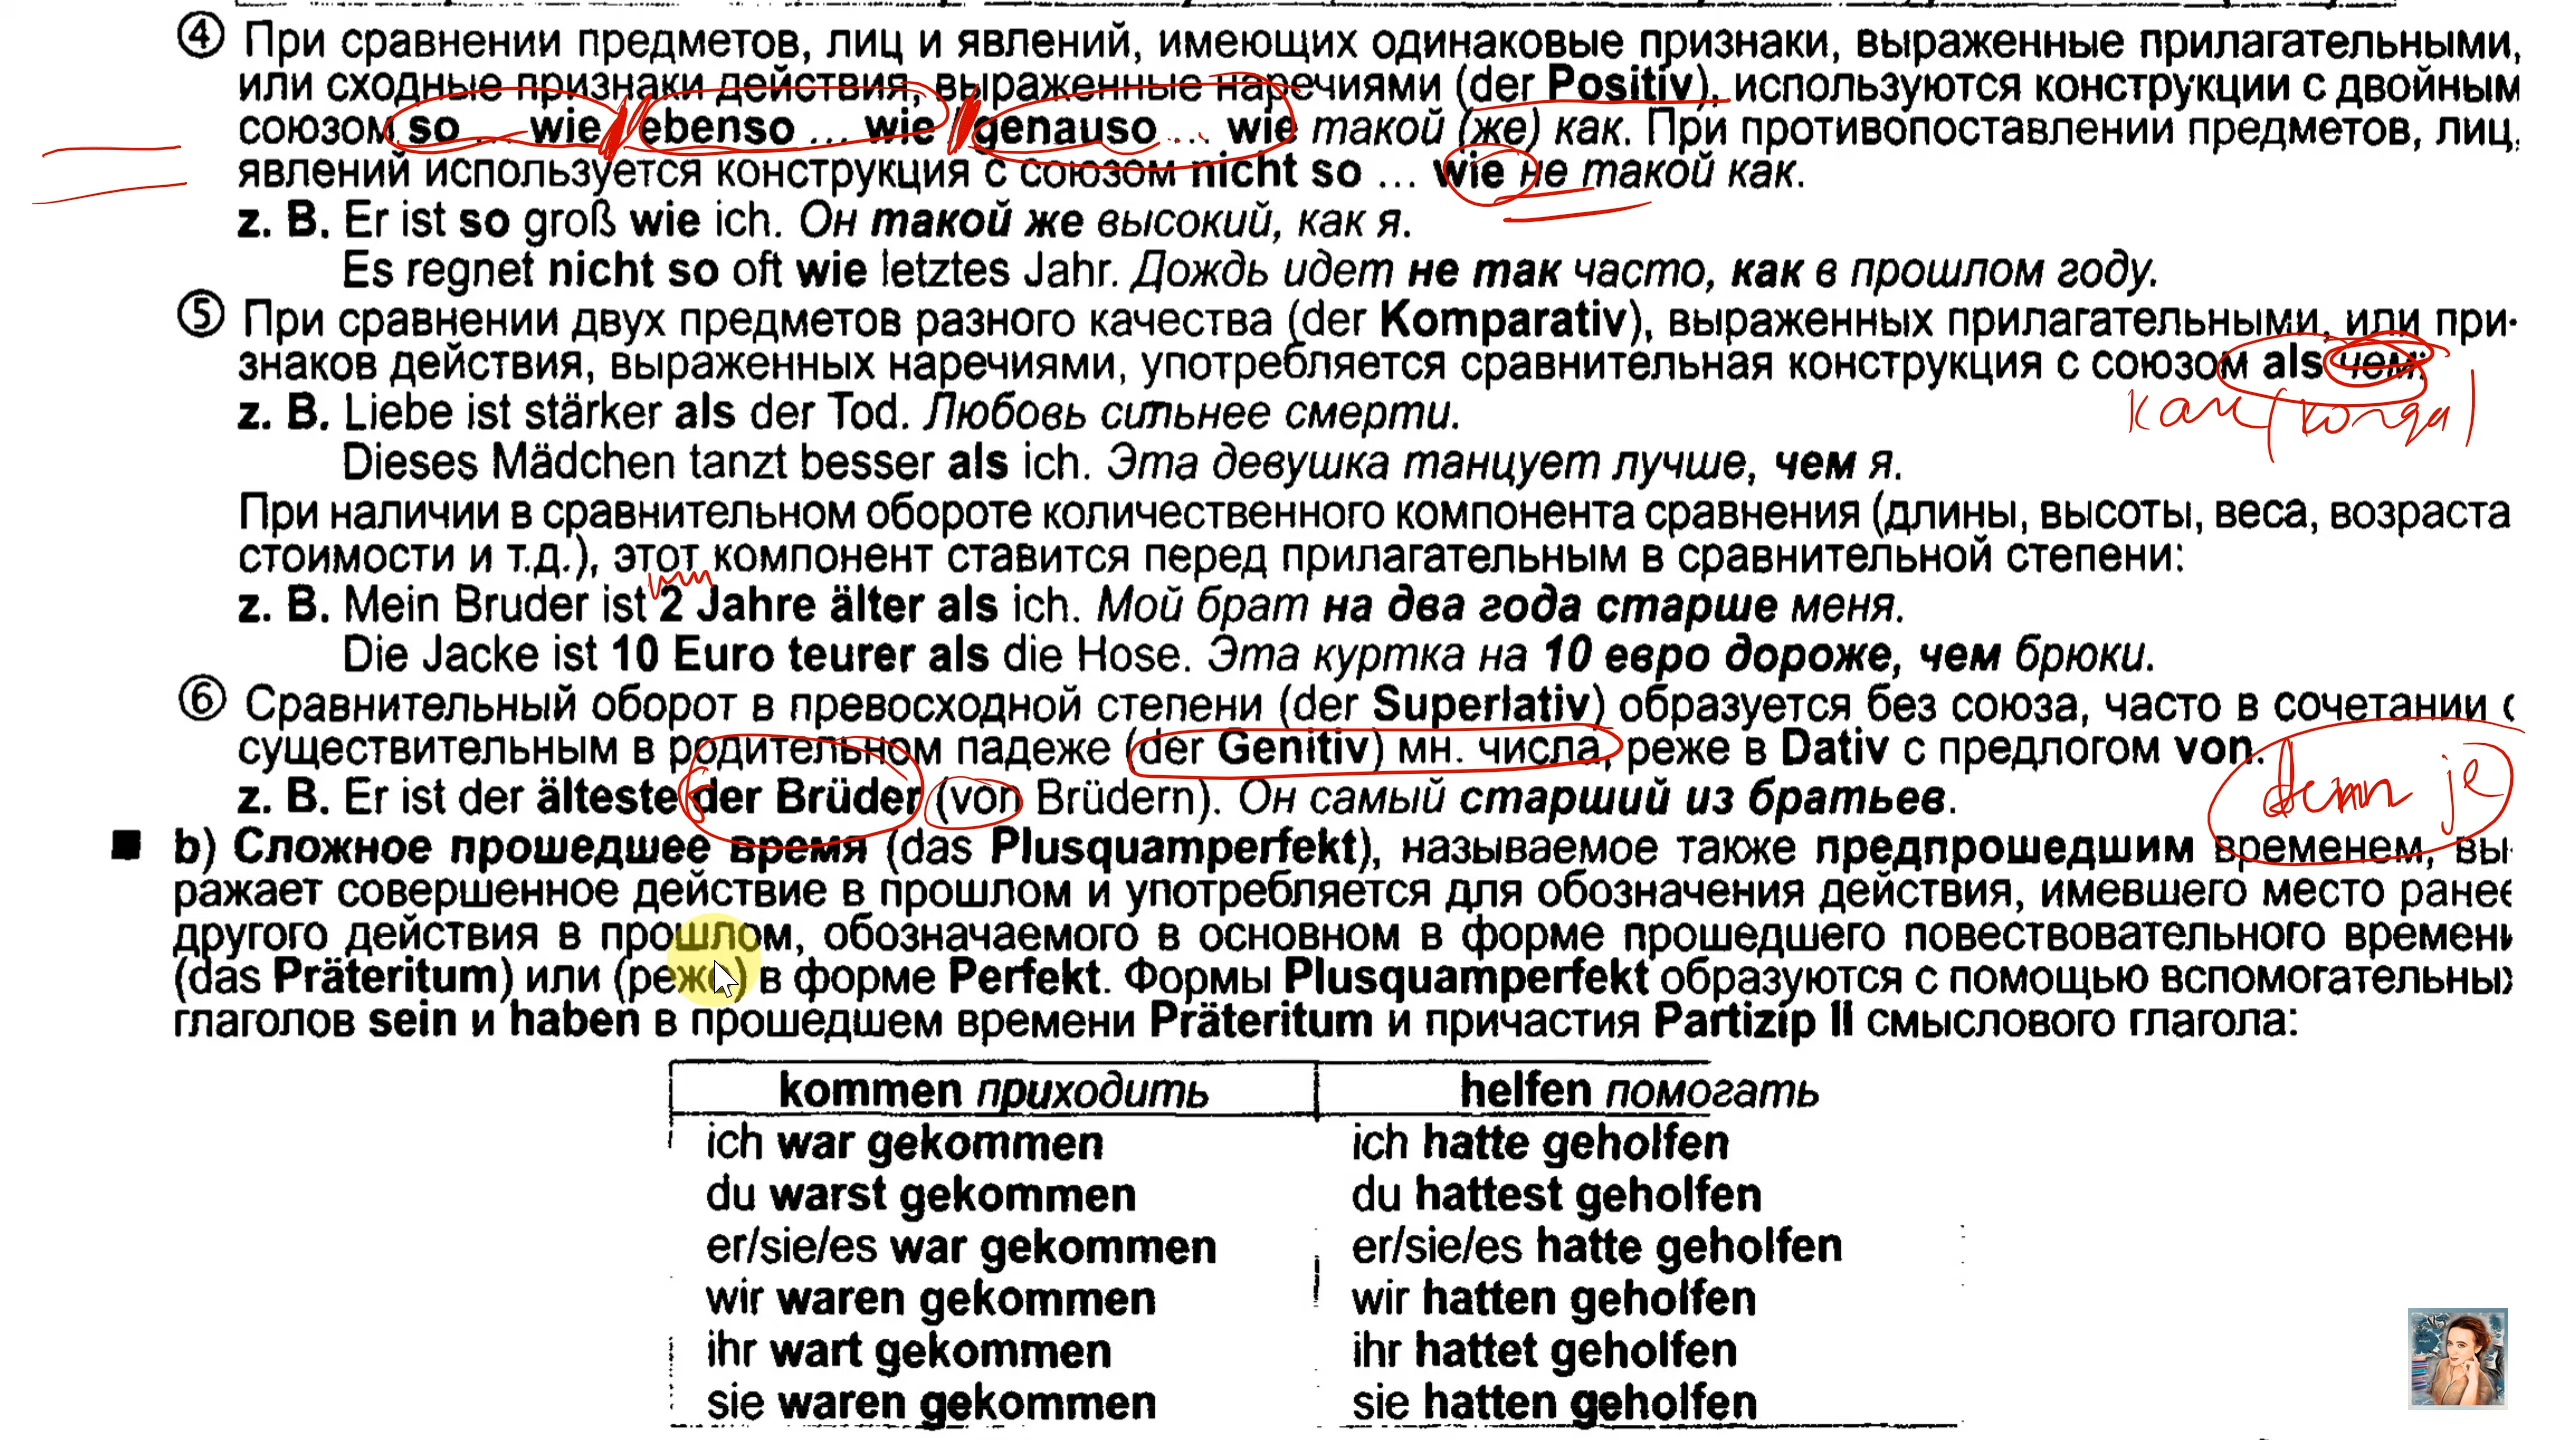 ④ При сравнении предметов, лиц и явлений, имеющих одинаковые признаки, выраженные прилагательными,
или сходные признаки действия, выраженные наречиями (der Positiv), используются конструкции с двойным
союзом so ... wie / ebenso ... wie / genauso ... wie такой (же) как. При противопоставлении предметов, лиц,
явлений используется конструкция с союзом nicht so ... wie не такой как.
z. B. Er ist so groß wie ich. Он такой же высокий, как я.
Es regnet nicht so oft wie letztes Jahr. Дождь идет не так часто, как в прошлом году.
⑤ При сравнении двух предметов разного качества (der Komparativ), выраженных прилагательными, или при-
знаков действия, выраженных наречиями, употребляется сравнительная конструкция с союзом als чем:
как (когда)
z. B. Liebe ist stärker als der Tod. Любовь сильнее смерти.
Dieses Mädchen tanzt besser als ich. Эта девушка танцует лучше, чем я.
При наличии в сравнительном обороте количественного компонента сравнения (длины, высоты, веса, возраста
стоимости и т.д.), этот компонент ставится перед прилагательным в сравнительной степени:
z. B. Mein Bruder ist 2 Jahre älter als ich. Мой брат на два года старше меня.
Die Jacke ist 10 Euro teurer als die Hose. Эта куртка на 10 евро дороже, чем брюки.
⑥ Сравнительный оборот в превосходной степени (der Superlativ) образуется без союза, часто в сочетании с
существительным в родительном падеже (der Genitiv) мн. числа, реже в Dativ с предлогом von.
z. B. Er ist der älteste der Brüder (von Brüdern). Он самый старший из братьев.
denn je
b) Сложное прошедшее время (das Plusquamperfekt), называемое также предпрошедшим временем, вы-
ражает совершенное действие в прошлом и употребляется для обозначения действия, имевшего место ранее
другого действия в прошлом, обозначаемого в основном в форме прошедшего повествовательного времени
(das Präteritum) или (реже) в форме Perfekt. Формы Plusquamperfekt образуются с помощью вспомогательных
глаголов sein и haben в прошедшем времени Präteritum и причастия Partizip II смыслового глагола:
kommen приходить helfen помогать
ich war gekommen ich hatte geholfen
du warst gekommen du hattest geholfen
er/sie/es war gekommen er/sie/es hatte geholfen
wir waren gekommen wir hatten geholfen
ihr wart gekommen ihr hattet geholfen
sie waren gekommen sie hatten geholfen